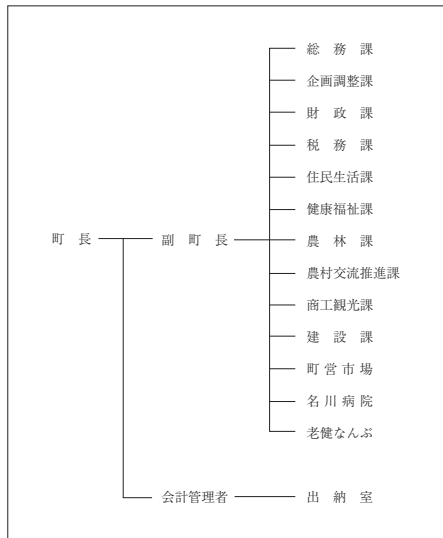 総務課
企画調整課
財政課
税務課
住民生活課
健康福祉課
町長 副町長 農林課
農村交流推進課
商工観光課
建設課
町営市場
名川病院
老健なんぶ
会計管理者 出納室